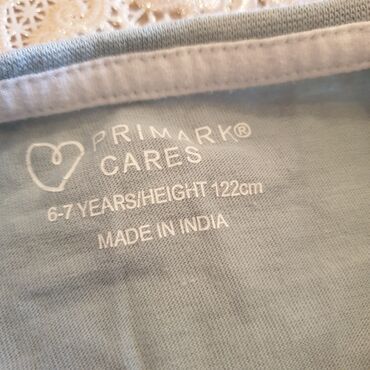 PRIMARK®
CARES
6-7 YEARS/HEIGHT 122cm
MADE IN INDIA